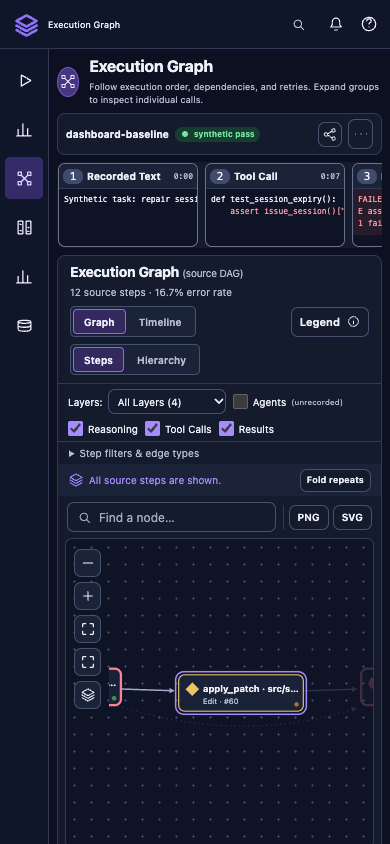 Execution Graph
Execution Graph
Follow execution order, dependencies, and retries. Expand groups
to inspect individual calls.
dashboard-baseline
synthetic pass
1 Recorded Text 0:00
Synthetic task: repair sessi
2 Tool Call 0:07
def test_session_expiry():
assert issue_session()["
3
FAILE
E ass
1 fai
Execution Graph (source DAG)
12 source steps · 16.7% error rate
Graph Timeline
Legend
Steps Hierarchy
Layers: All Layers (4) Agents (unrecorded)
Reasoning Tool Calls Results
Step filters & edge types
All source steps are shown. Fold repeats
Find a node... PNG SVG
apply_patch · src/s...
Edit · #60